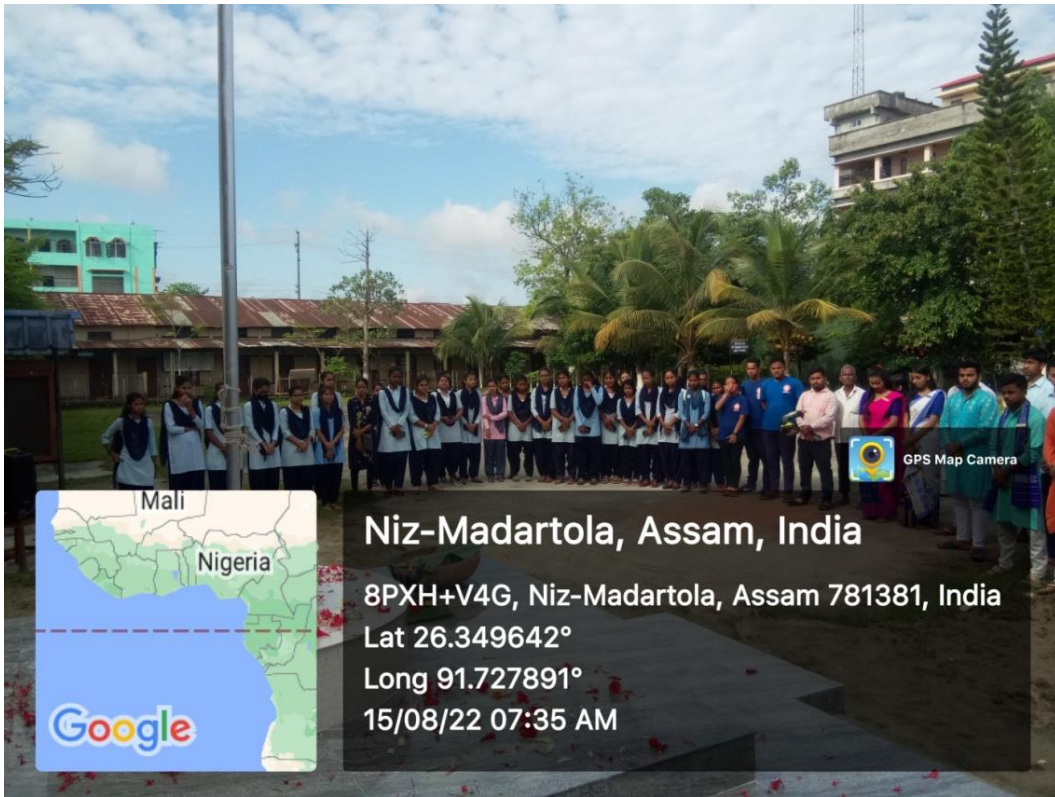 GPS Map Camera
Mali
Nigeria
Google
Niz-Madartola, Assam, India
8PXH+V4G, Niz-Madartola, Assam 781381, India
Lat 26.349642°
Long 91.727891°
15/08/22 07:35 AM